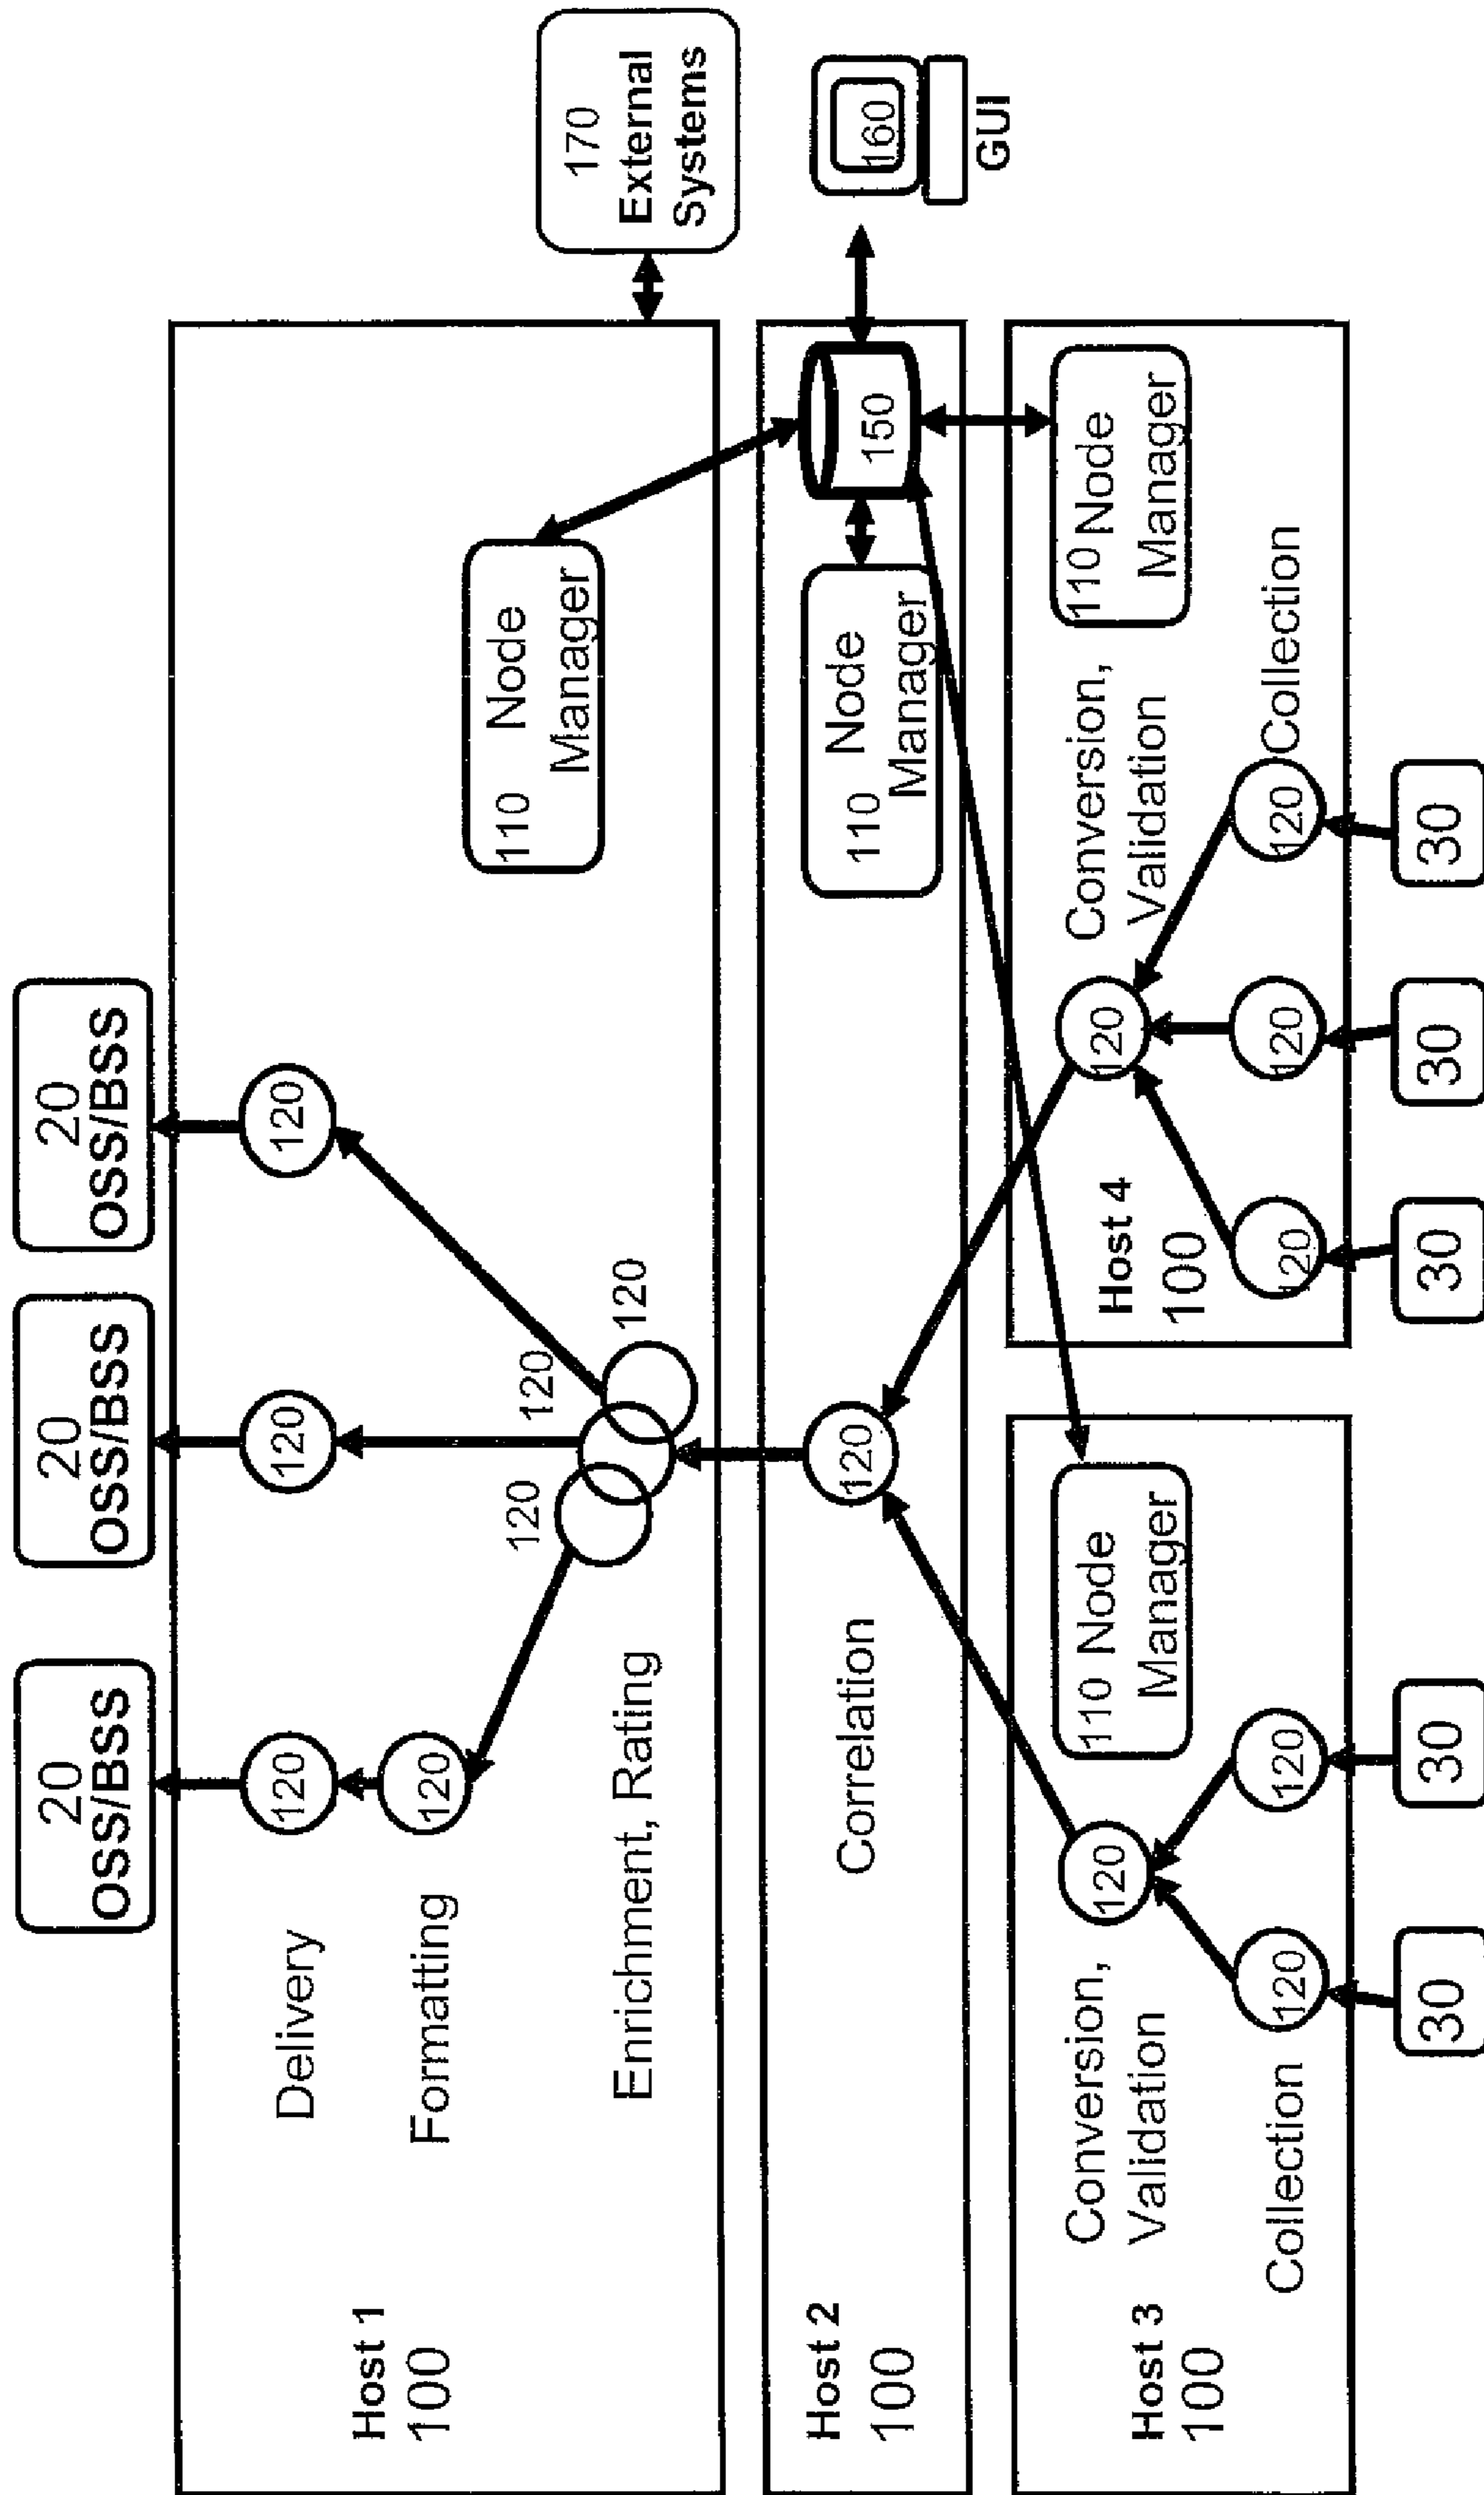 20
OSS/BSS
20
OSS/BSS
20
OSS/BSS
Delivery
120
120
120
Formatting
120
Host 1
100
Enrichment, Rating
120
120
120
110 Node
Manager
170
External
Systems
Host 2
100
Correlation
120
110 Node
Manager
150
160
GUI
Host 3
100
Conversion,
Validation
120
Collection
120
120
110 Node
Manager
Host 4
100
120
Conversion,
Validation
120
120
120
Collection
110 Node
Manager
30
30
30
30
30